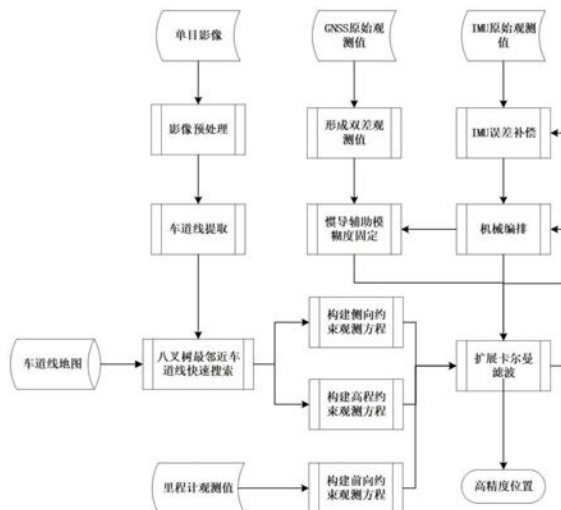 单目影像
GNSS原始观
测值
IMU原始观测
值
影像预处理
形成双差观
测值
IMU误差补偿
车道线提取
惯导辅助模
糊度固定
机械编排
车道线地图
八叉树最邻近车
道线快速搜索
构建侧向约
束观测方程
构建高程约
束观测方程
扩展卡尔曼
滤波
里程计观测值
构建前向约
束观测方程
高精度位置